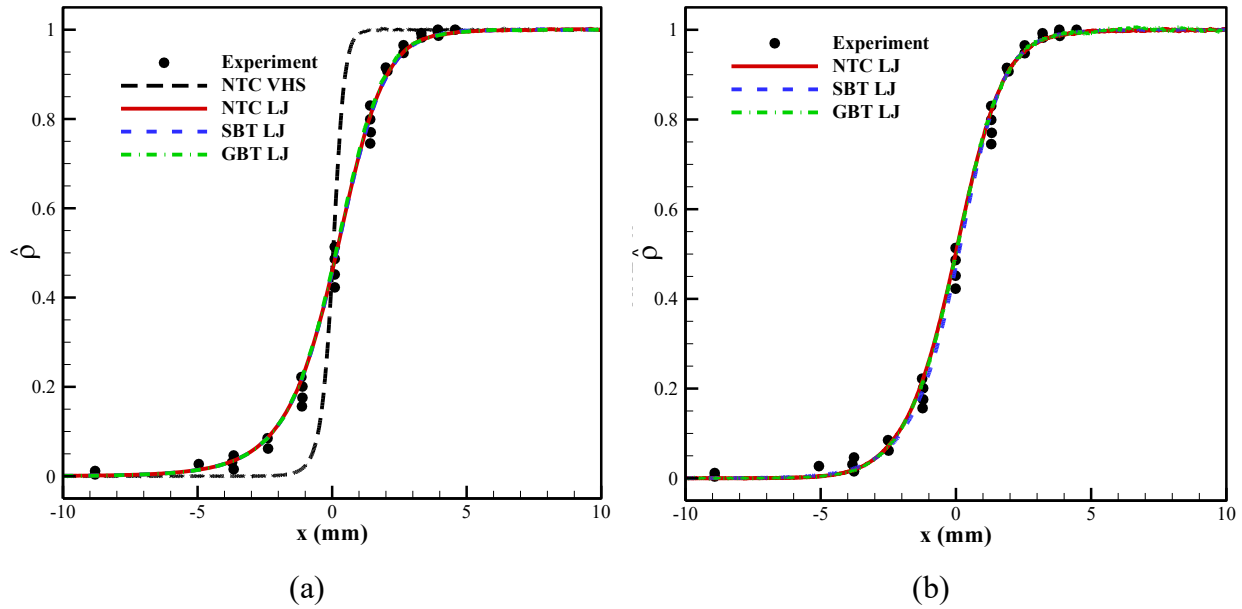 Experiment
NTC VHS
NTC LJ
SBT LJ
GBT LJ
1
0.8
0.6
0.4
0.2
0
ρ̂
-10
-5
0
5
10
x (mm)
(a)
Experiment
NTC LJ
SBT LJ
GBT LJ
1
0.8
0.6
0.4
0.2
0
ρ̂
-10
-5
0
5
10
x (mm)
(b)